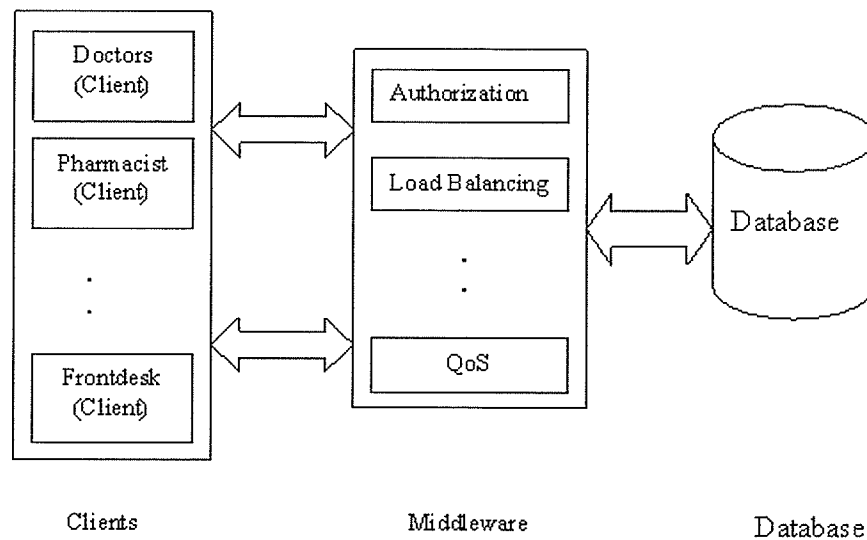 Doctors
(Client)
Pharmacist
(Client)
.
.
Frontdesk
(Client)
Authorization
Load Balancing
.
.
QoS
Database
Clients
Middleware
Database